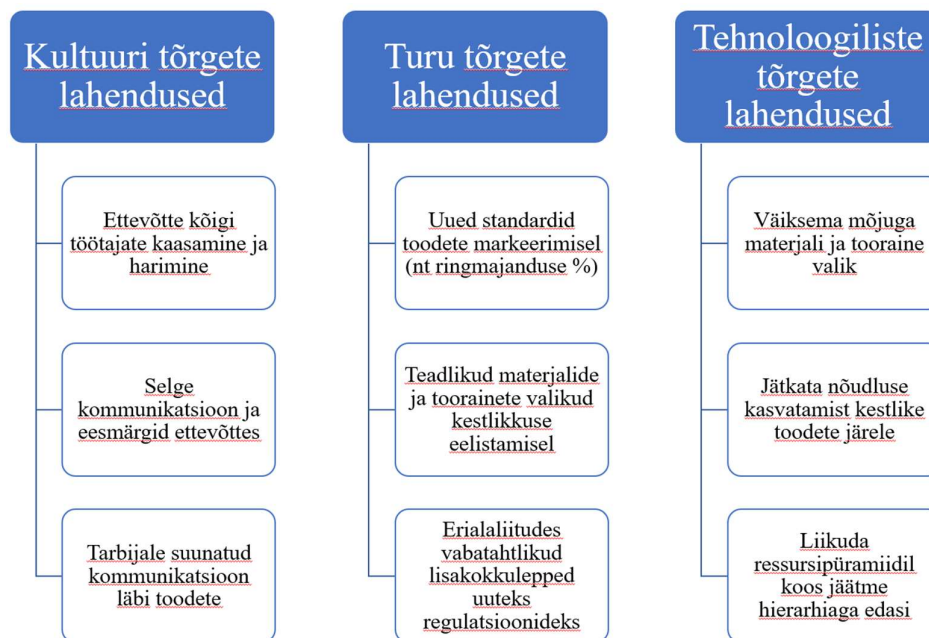 Kultuuri tõrgete
lahendused
Ettevõtte kõigi
töötajate kaasamine ja
harimine
Selge
kommunikatsioon ja
eesmärgid ettevõttes
Tarbijale suunatud
kommunikatsioon
läbi toodete
Turu tõrgete
lahendused
Uued standardid
toodete markeerimisel
(nt ringmajanduse %)
Teadlikud materjalide
ja toorainete valikud
kestlikkuse
eelistamisel
Erialaliitudes
vabatahtlikud
lisakokkulepped
uuteks
regulatsioonideks
Tehnoloogiliste
tõrgete
lahendused
Väiksema mõjuga
materjali ja tooraine
valik
Jätkata nõudluse
kasvatamist kestlike
toodete järele
Liikuda
ressursipüramiidil
koos jäätme
hierarhiaga edasi